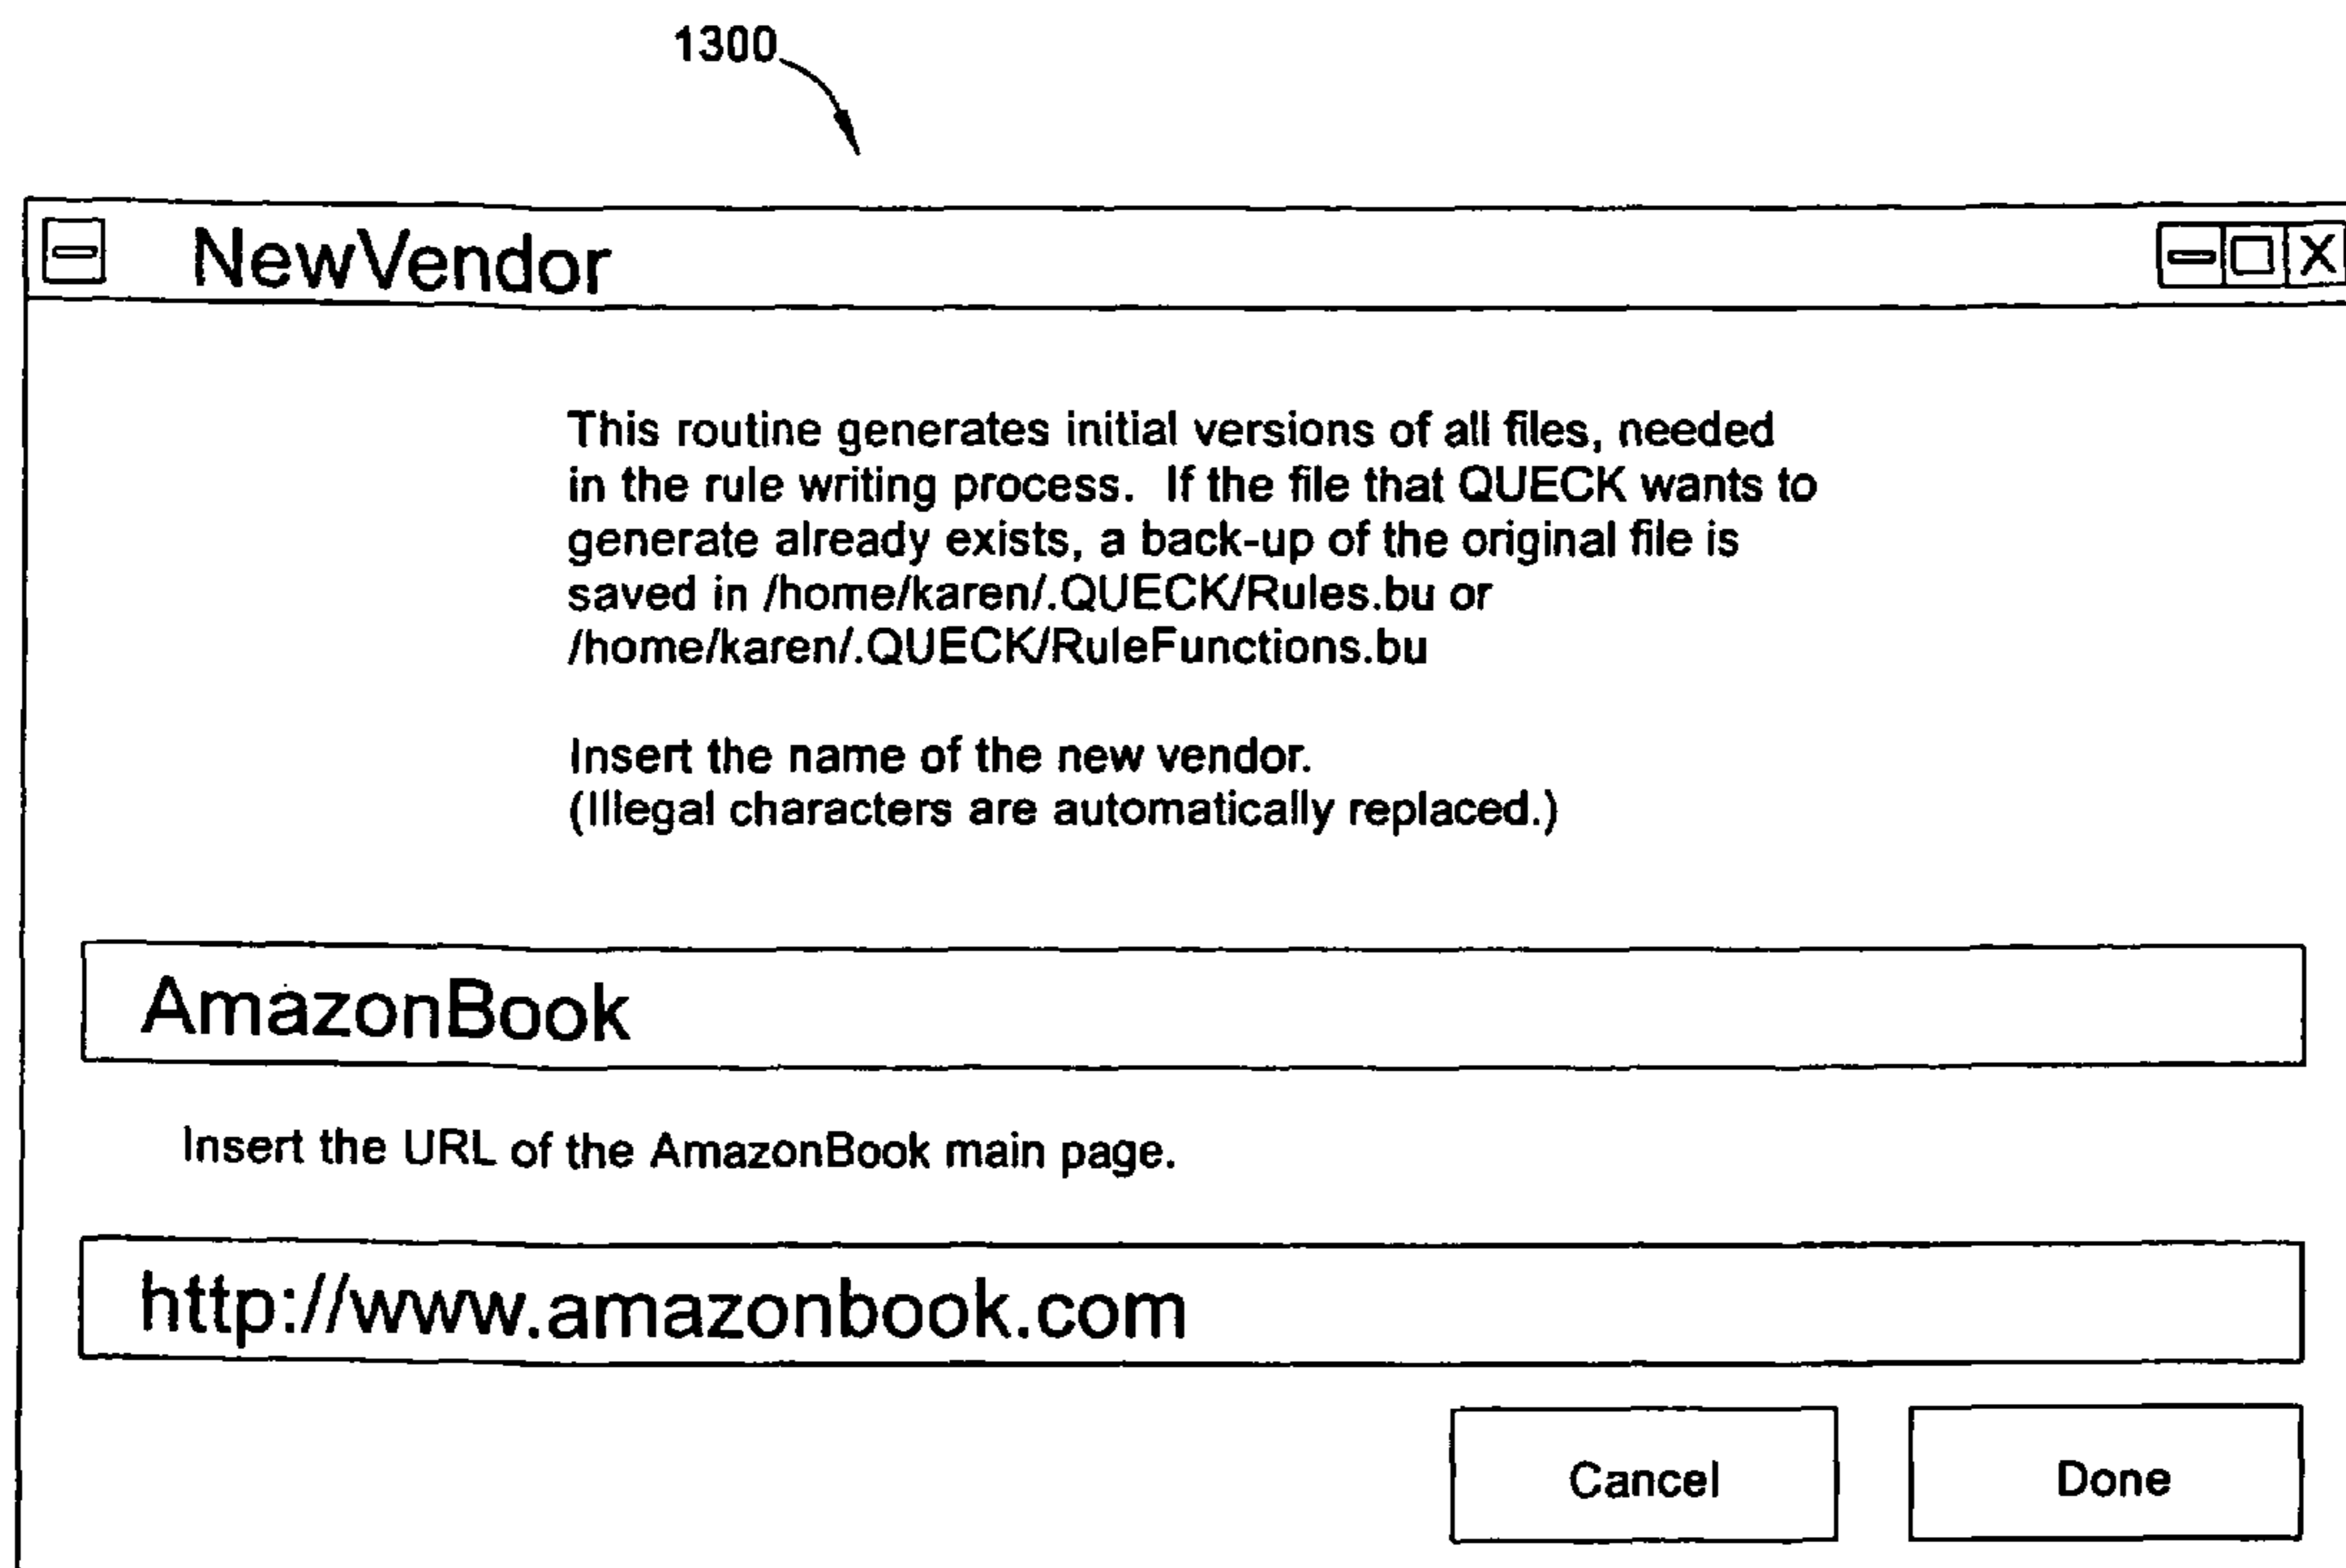 1300
NewVendor
This routine generates initial versions of all files, needed
in the rule writing process. If the file that QUECK wants to
generate already exists, a back-up of the original file is
saved in /home/karen/.QUECK/Rules.bu or
/home/karen/.QUECK/RuleFunctions.bu
Insert the name of the new vendor.
(Illegal characters are automatically replaced.)
AmazonBook
Insert the URL of the AmazonBook main page.
http://www.amazonbook.com
Cancel Done